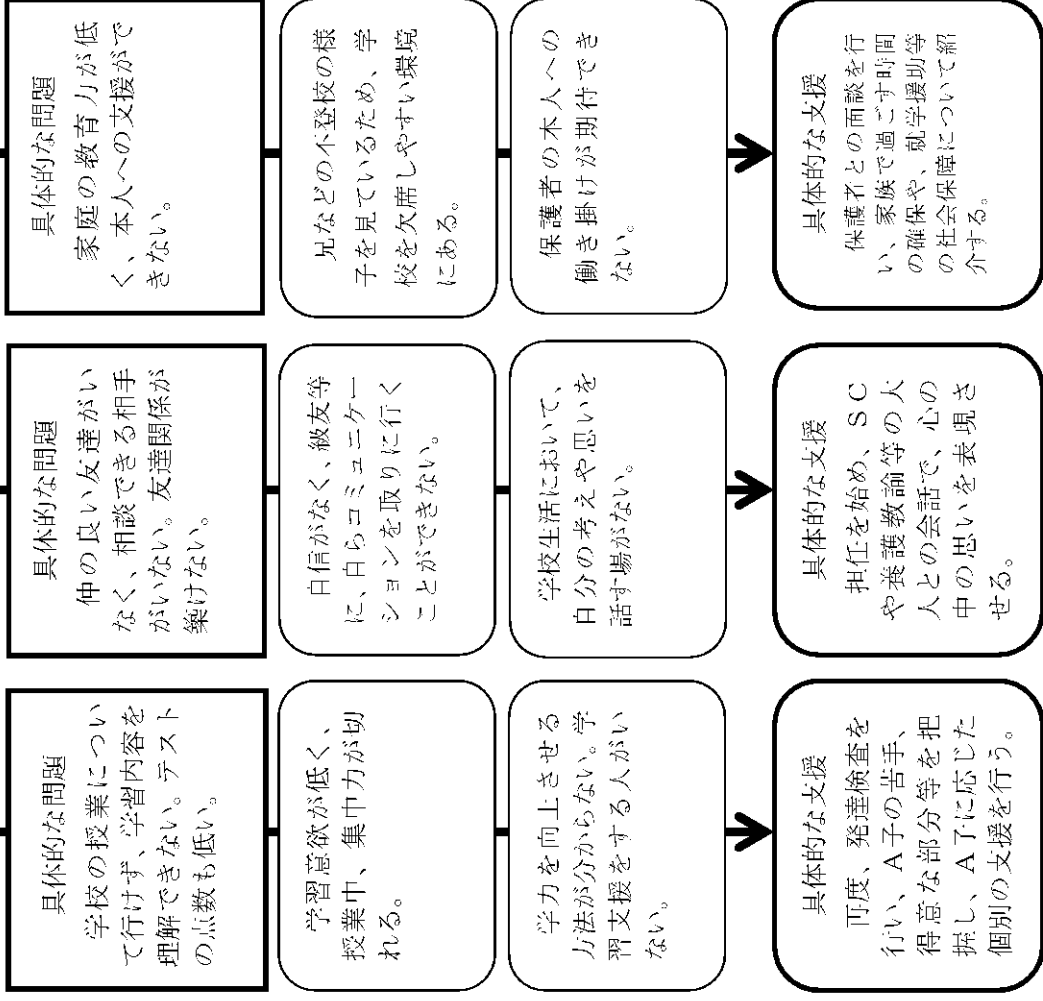 具体的な問題
学校の授業につい
て行けず、学習内容を
理解できない。テスト
の点数も低い。
学習意欲が低く、
授業中、集中力が切
れる。
学力を向上させる
方法が分からない。学
習支援をする人がい
ない。
具体的な支援
再度、発達検査を
行い、A子の苦手、
得意な部分等を把
握し、A子に応じた
個別の支援を行う。
具体的な問題
仲の良い友達がい
なく、相談できる相手
がいない。友達関係が
築けない。
自信がなく、級友等
に、自らコミュニケー
ションを取りに行く
ことができない。
学校生活において、
自分の考えや思いを
話す場がない。
具体的な支援
担任を始め、SC
や養護教諭等の大
人との会話で、心の
中の思いを表現さ
せる。
具体的な問題
家庭の教育力が低
く、本人への支援がで
きない。
兄などの不登校の様
子を見ているため、学
校を欠席しやすい環境
にある。
保護者の本人への
働き掛けが期待でき
ない。
具体的な支援
保護者との面談を行
い、家族で過ごす時間
の確保や、就学援助等
の社会保障について紹
介する。